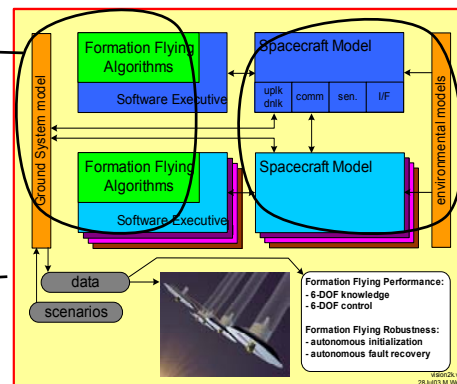 Formation Flying
Algorithms
Software Executive
Spacecraft Model
uplk
dnlk
comm
sen.
I/F
Ground System model
environmental models
Formation Flying
Algorithms
Software Executive
Spacecraft Model
data
scenarios
Formation Flying Performance:
- 6-DOF knowledge
- 6-DOF control
Formation Flying Robustness:
- autonomous initialization
- autonomous fault recovery